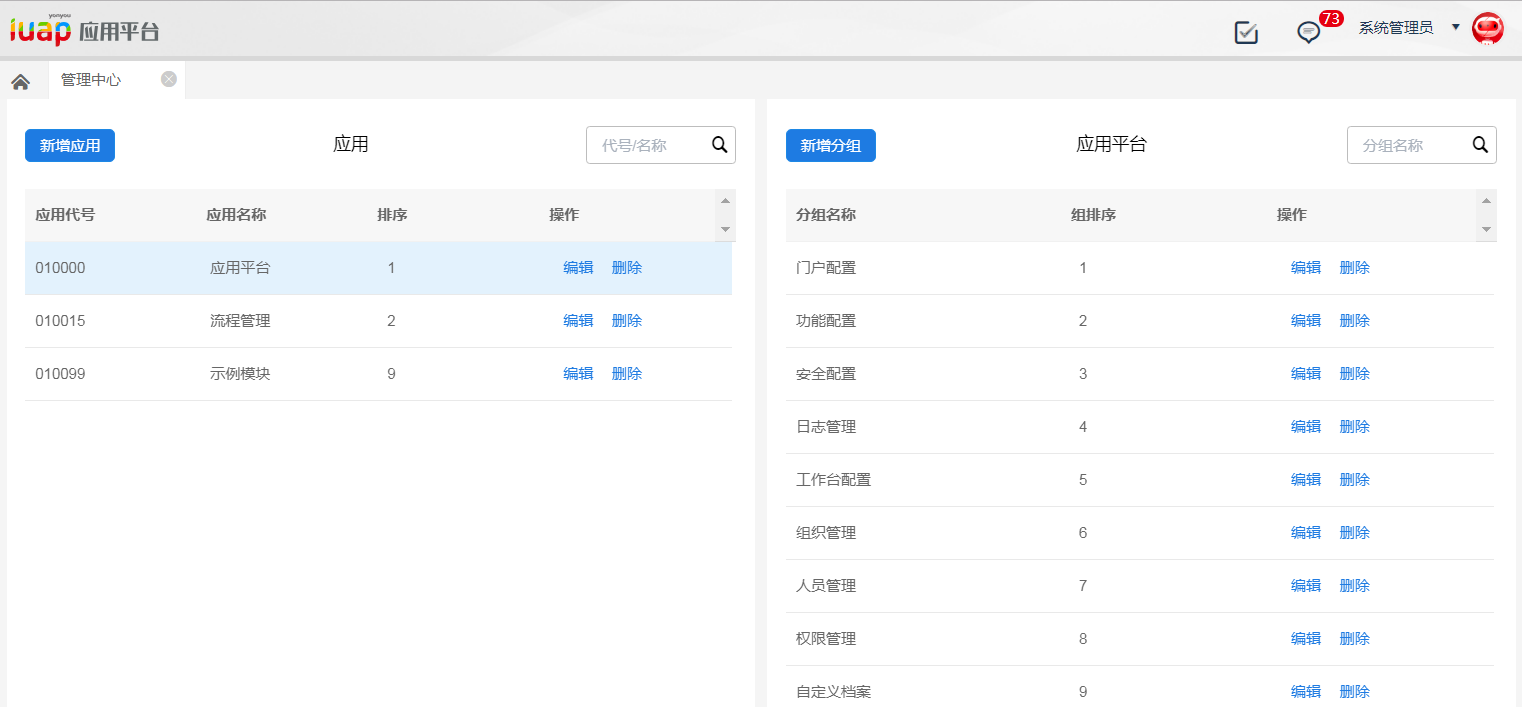 yonyou
iuap 应用平台
73
系统管理员
管理中心
新增应用 应用 代号/名称
应用代号 应用名称 排序 操作
010000 应用平台 1 编辑 删除
010015 流程管理 2 编辑 删除
010099 示例模块 9 编辑 删除
新增分组 应用平台 分组名称
分组名称 组排序 操作
门户配置 1 编辑 删除
功能配置 2 编辑 删除
安全配置 3 编辑 删除
日志管理 4 编辑 删除
工作台配置 5 编辑 删除
组织管理 6 编辑 删除
人员管理 7 编辑 删除
权限管理 8 编辑 删除
自定义档案 9 编辑 删除